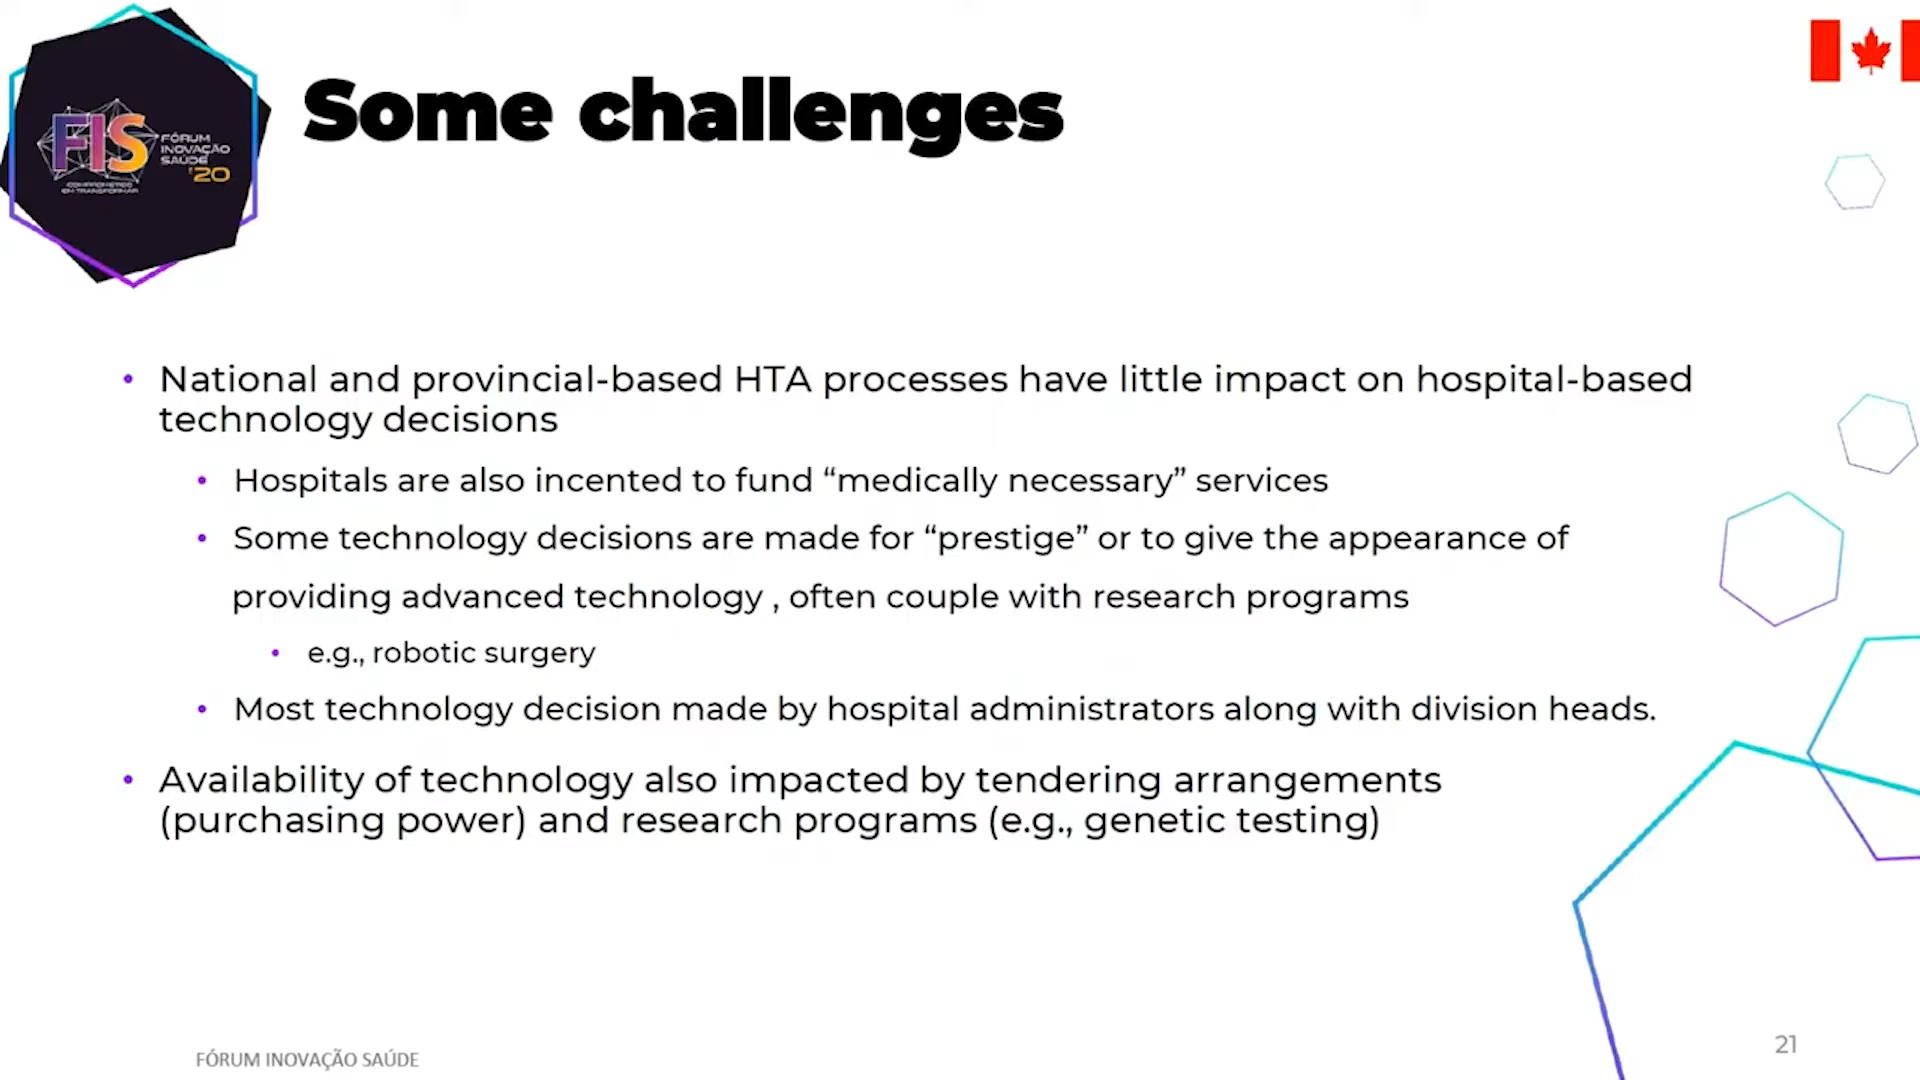 FIS
FÓRUM
INOVAÇÃO
SAÚDE
'20
COMPROMETIDO
EM TRANSFORMAR
Some challenges
• National and provincial-based HTA processes have little impact on hospital-based
technology decisions
• Hospitals are also incented to fund “medically necessary” services
• Some technology decisions are made for “prestige” or to give the appearance of
providing advanced technology , often couple with research programs
• e.g., robotic surgery
• Most technology decision made by hospital administrators along with division heads.
• Availability of technology also impacted by tendering arrangements
(purchasing power) and research programs (e.g., genetic testing)
FÓRUM INOVAÇÃO SAÚDE
21